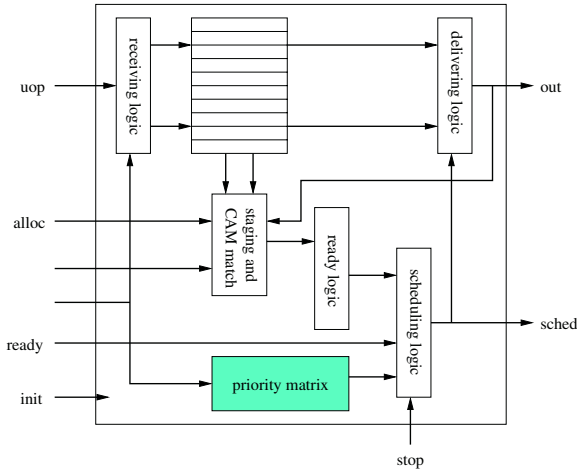 uop
receiving logic
delivering logic
out
alloc
staging and
CAM match
ready logic
scheduling logic
sched
ready
priority matrix
init
stop